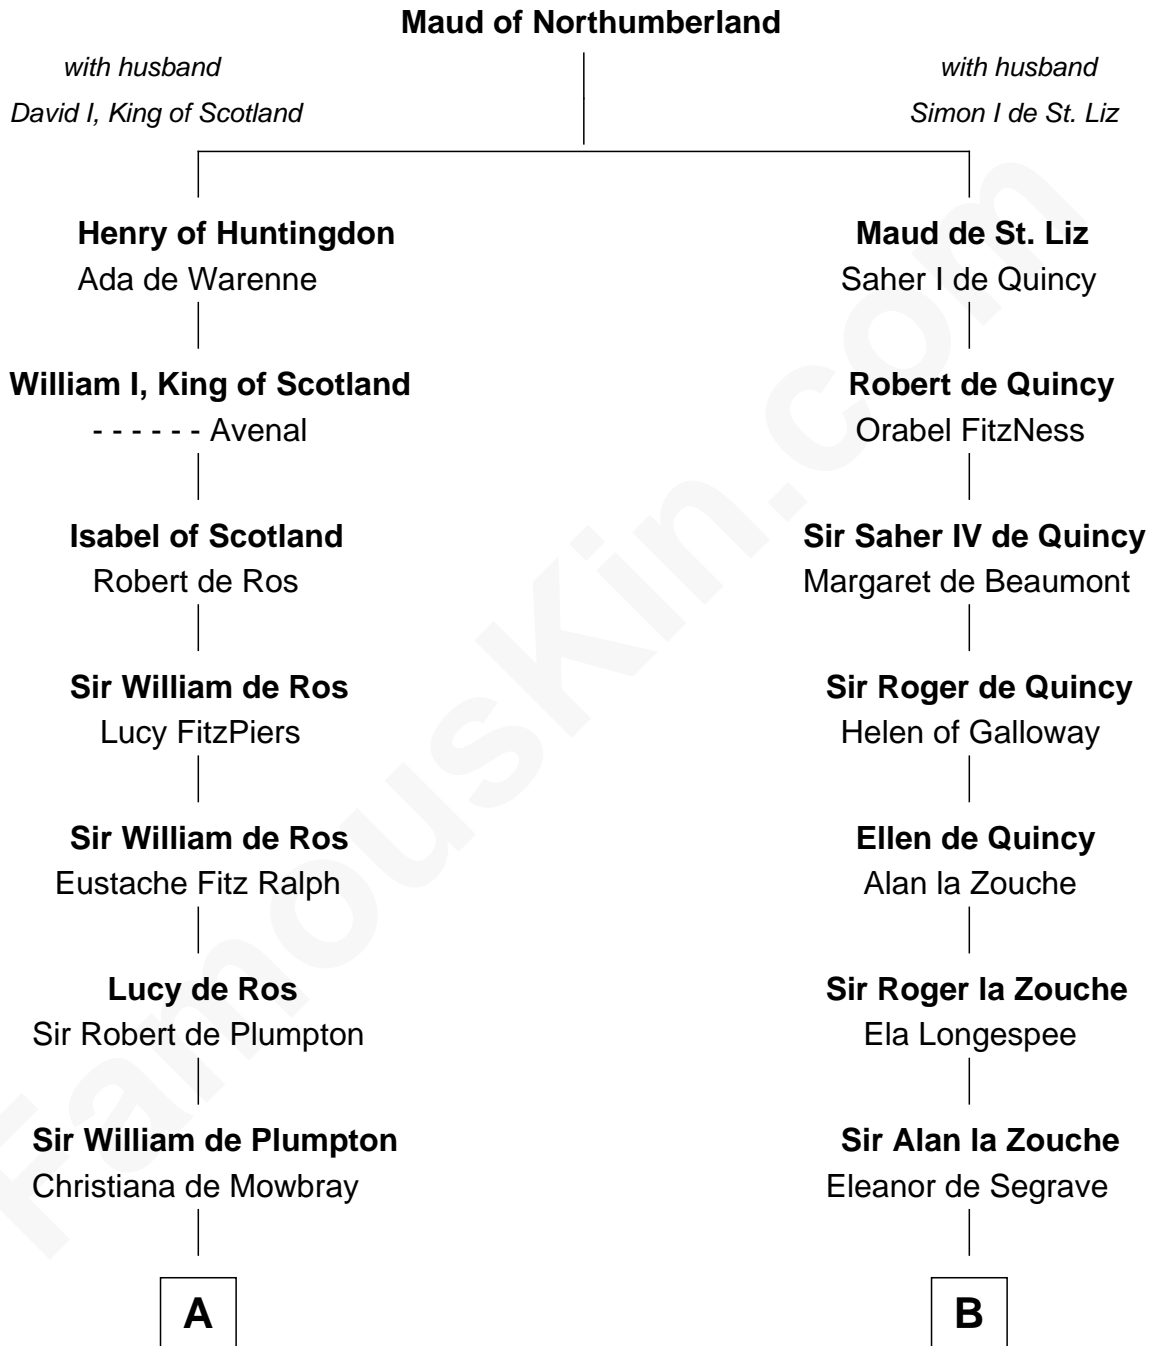 Maud of Northumberland
with husband
David I, King of Scotland
with husband
Simon I de St. Liz
Henry of Huntingdon
Ada de Warenne
Maud de St. Liz
Saher I de Quincy
William I, King of Scotland
- - - - - - Avenal
Robert de Quincy
Orabel FitzNess
Isabel of Scotland
Robert de Ros
Sir Saher IV de Quincy
Margaret de Beaumont
Sir William de Ros
Lucy FitzPiers
Sir Roger de Quincy
Helen of Galloway
Sir William de Ros
Eustache Fitz Ralph
Ellen de Quincy
Alan la Zouche
Lucy de Ros
Sir Robert de Plumpton
Sir Roger la Zouche
Ela Longespee
Sir William de Plumpton
Christiana de Mowbray
Sir Alan la Zouche
Eleanor de Segrave
A
B
FamousKin.com